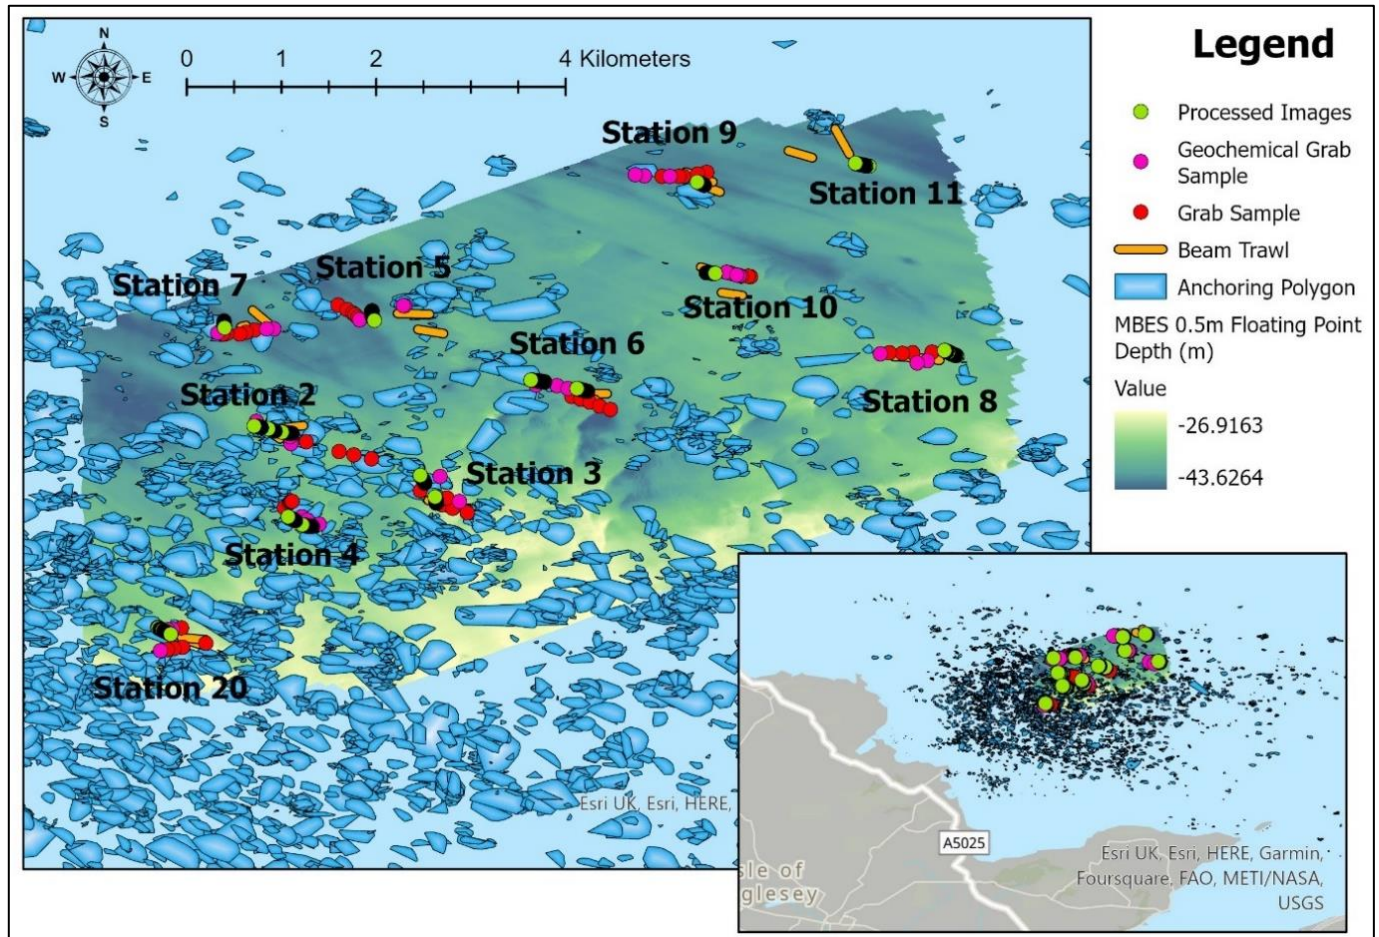 N
W
E
S
0
1
2
4 Kilometers
Station 9
Station 11
Station 5
Station 7
Station 10
Station 6
Station 2
Station 8
Station 3
Station 4
Station 20
Esri UK, Esri, HERE,
Legend
Processed Images
Geochemical Grab
Sample
Grab Sample
Beam Trawl
Anchoring Polygon
MBES 0.5m Floating Point
Depth (m)
Value
-26.9163
-43.6264
A5025
sle of
glesey
Esri UK, Esri, HERE, Garmin,
Foursquare, FAO, METI/NASA,
USGS